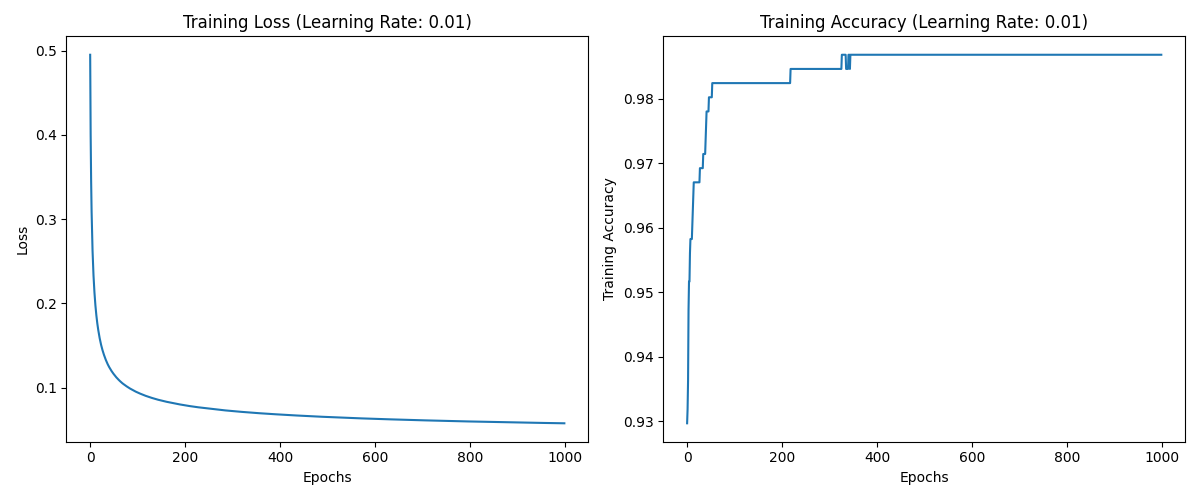 Training Loss (Learning Rate: 0.01)
0.5
0.4
0.3
0.2
0.1
Loss
0 200 400 600 800 1000
Epochs
Training Accuracy (Learning Rate: 0.01)
0.98
0.97
0.96
0.95
0.94
0.93
Training Accuracy
0 200 400 600 800 1000
Epochs